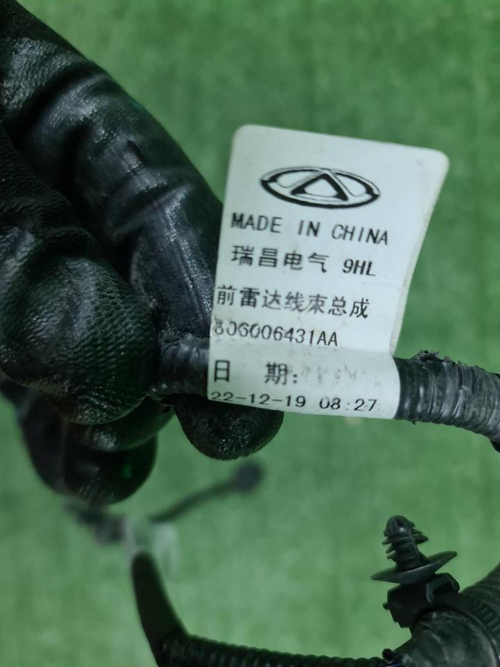 MADE IN CHINA
瑞昌电气 9HL
前雷达线束总成
806006431AA
日 期:
22-12-19 08:27